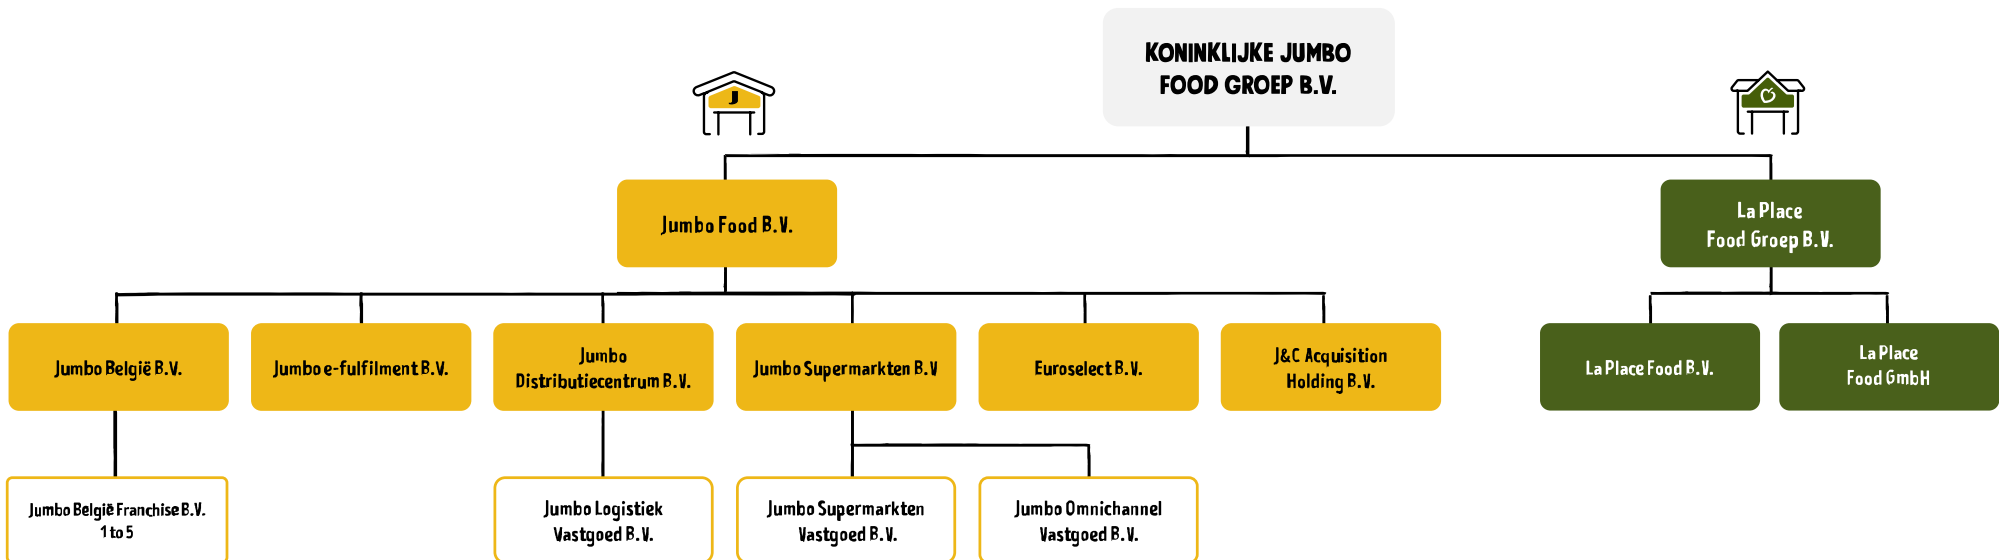 KONINKLIJKE JUMBO
FOOD GROEP B.V.
J
Jumbo Food B.V.
La Place
Food Groep B.V.
Jumbo België B.V.
Jumbo e-fulfilment B.V.
Jumbo
Distributiecentrum B.V.
Jumbo Supermarkten B.V
Euroselect B.V.
J&C Acquisition
Holding B.V.
La Place Food B.V.
La Place
Food GmbH
Jumbo België Franchise B.V.
1 to 5
Jumbo Logistiek
Vastgoed B.V.
Jumbo Supermarkten
Vastgoed B.V.
Jumbo Omnichannel
Vastgoed B.V.